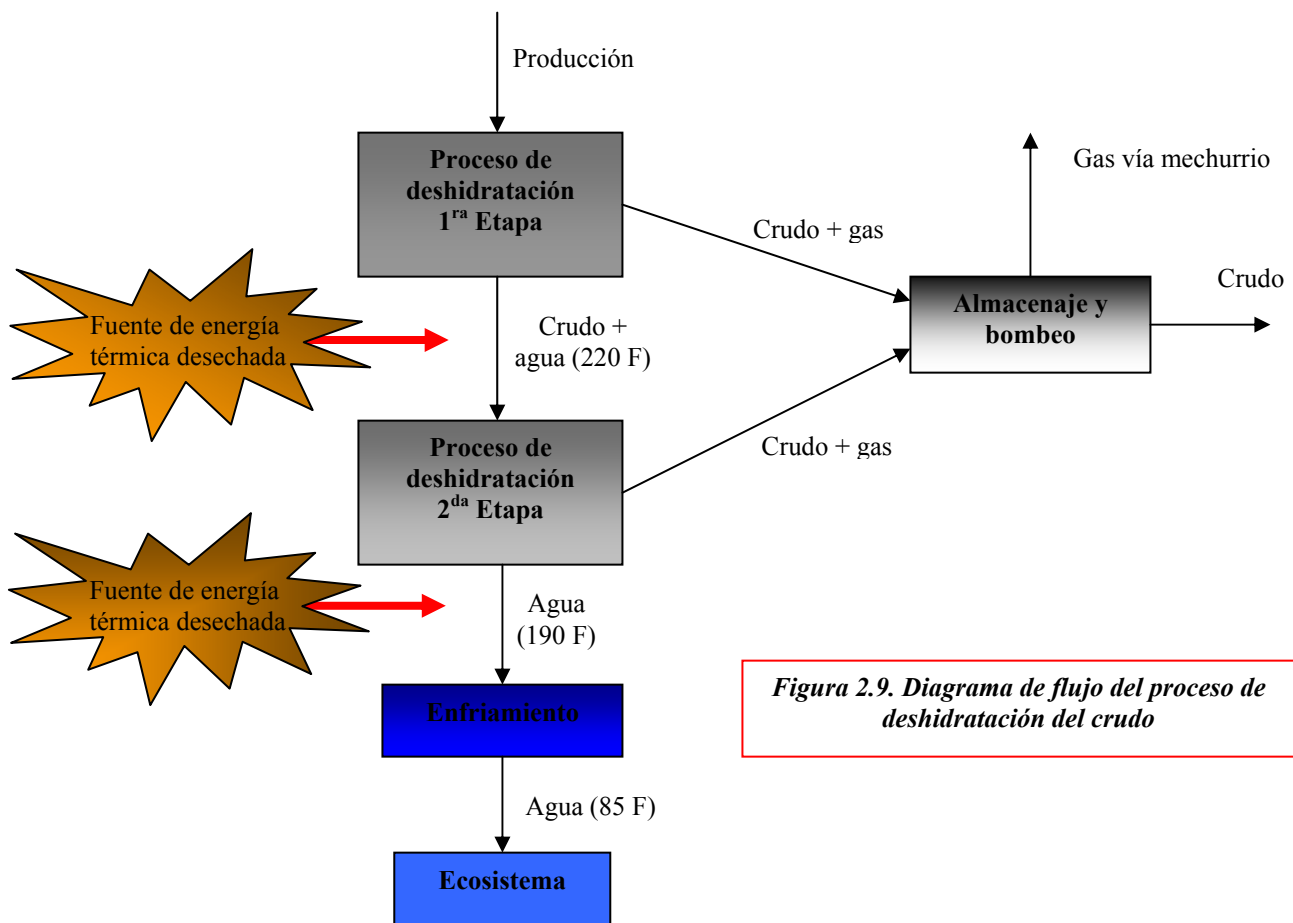 Producción
Proceso de
deshidratación
1ra Etapa
Gas vía mechurrio
Crudo + gas
Crudo
Almacenaje y
bombeo
Fuente de energía
térmica desechada
Crudo +
agua (220 F)
Proceso de
deshidratación
2da Etapa
Crudo + gas
Fuente de energía
térmica desechada
Agua
(190 F)
Enfriamiento
Figura 2.9. Diagrama de flujo del proceso de
deshidratación del crudo
Agua (85 F)
Ecosistema